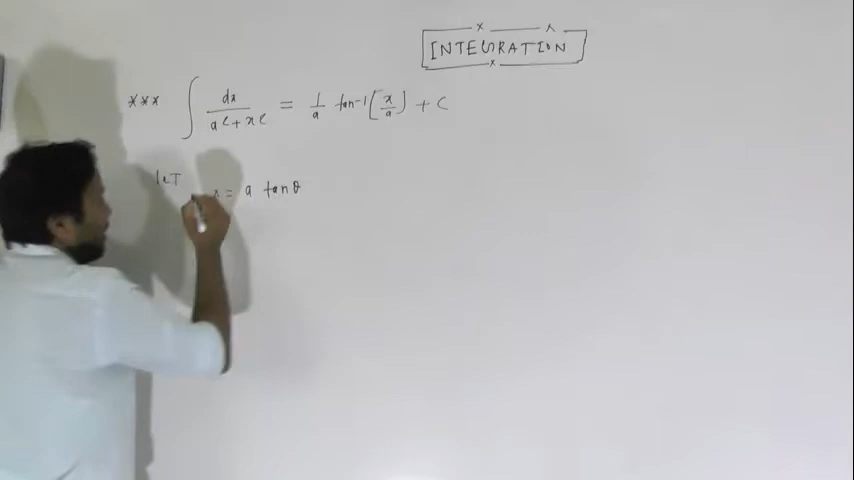 INTEGRATION
*** ∫ dx / a² + x² = 1/a tan-1 [x/a) + C
let
x = a tanθ